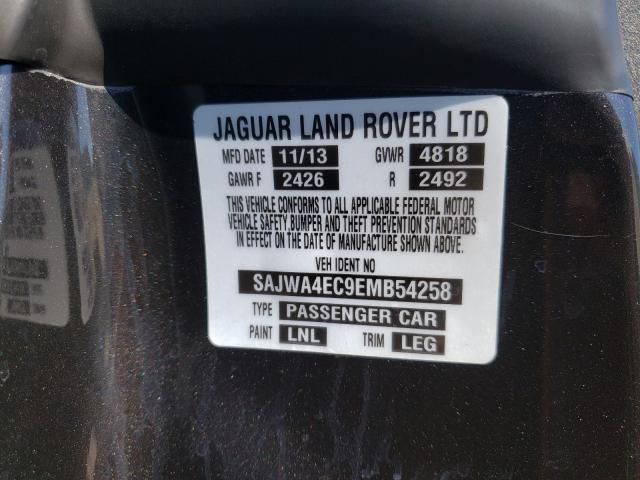 JAGUAR LAND ROVER LTD
MFD DATE 11/13 GVWR 4818
GAWR F 2426 R 2492
THIS VEHICLE CONFORMS TO ALL APPLICABLE FEDERAL MOTOR
VEHICLE SAFETY,BUMPER AND THEFT PREVENTION STANDARDS
IN EFFECT ON THE DATE OF MANUFACTURE SHOWN ABOVE.
VEH IDENT NO
SAJWA4EC9EMB54258
TYPE PASSENGER CAR
PAINT LNL TRIM LEG